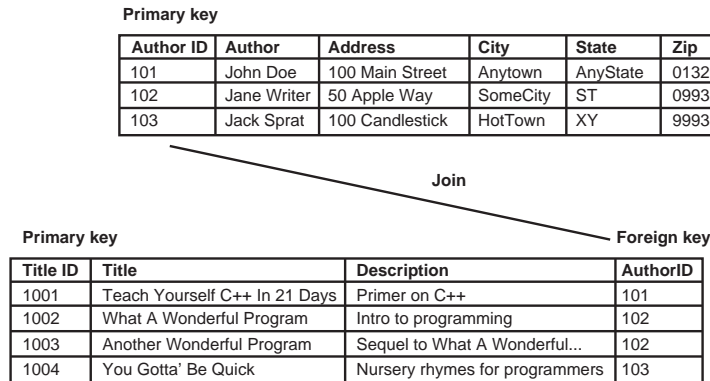 Primary key
Author ID Author Address City State Zip
101 John Doe 100 Main Street Anytown AnyState 0132
102 Jane Writer 50 Apple Way SomeCity ST 0993
103 Jack Sprat 100 Candlestick HotTown XY 9993
Join
Primary key Foreign key
Title ID Title Description AuthorID
1001 Teach Yourself C++ In 21 Days Primer on C++ 101
1002 What A Wonderful Program Intro to programming 102
1003 Another Wonderful Program Sequel to What A Wonderful... 102
1004 You Gotta' Be Quick Nursery rhymes for programmers 103